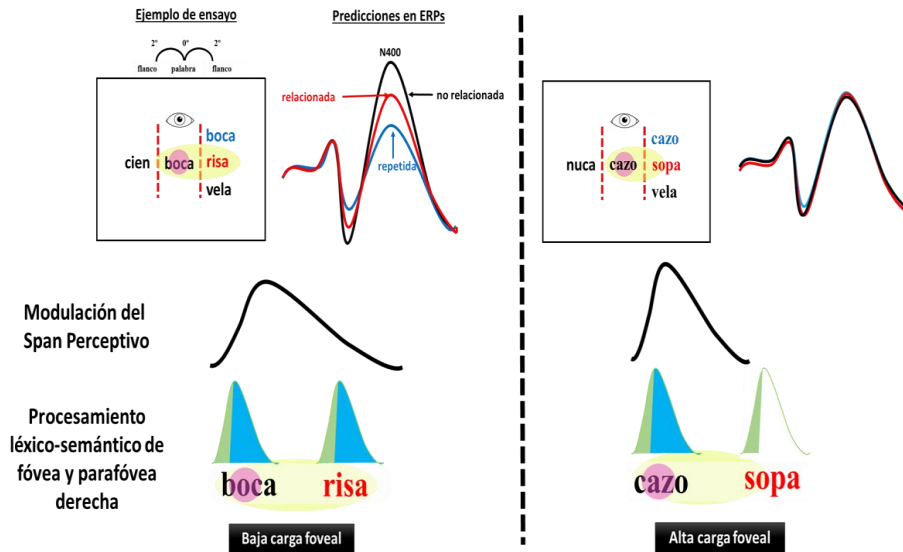 Ejemplo de ensayo
2° 0° 2°
flanco palabra flanco
boca
cien boca risa
vela
Predicciones en ERPs
N400
relacionada
no relacionada
repetida
cazo
nuca cazo sopa
vela
Modulación del
Span Perceptivo
Procesamiento
léxico-semántico de
fóvea y parafóvea
derecha
boca risa
cazo sopa
Baja carga foveal
Alta carga foveal